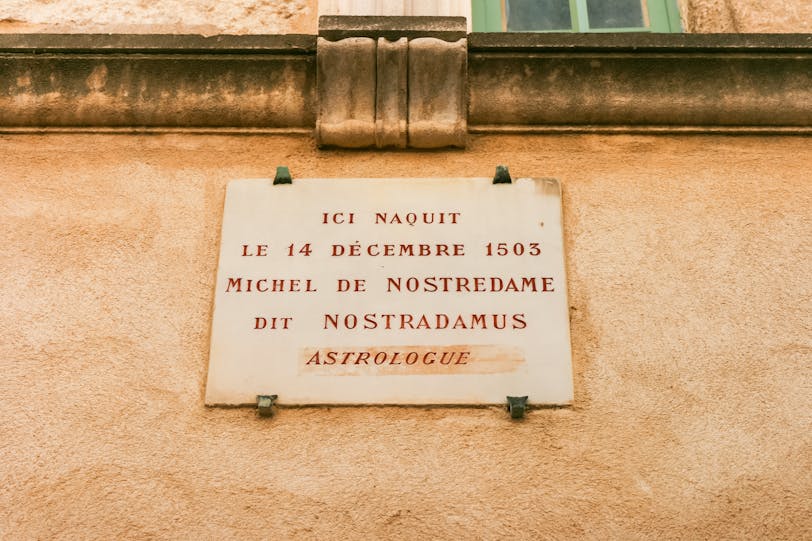 ICI NAQUIT
LE 14 DÉCEMBRE 1503
MICHEL DE NOSTREDAME
DIT NOSTRADAMUS
ASTROLOGUE